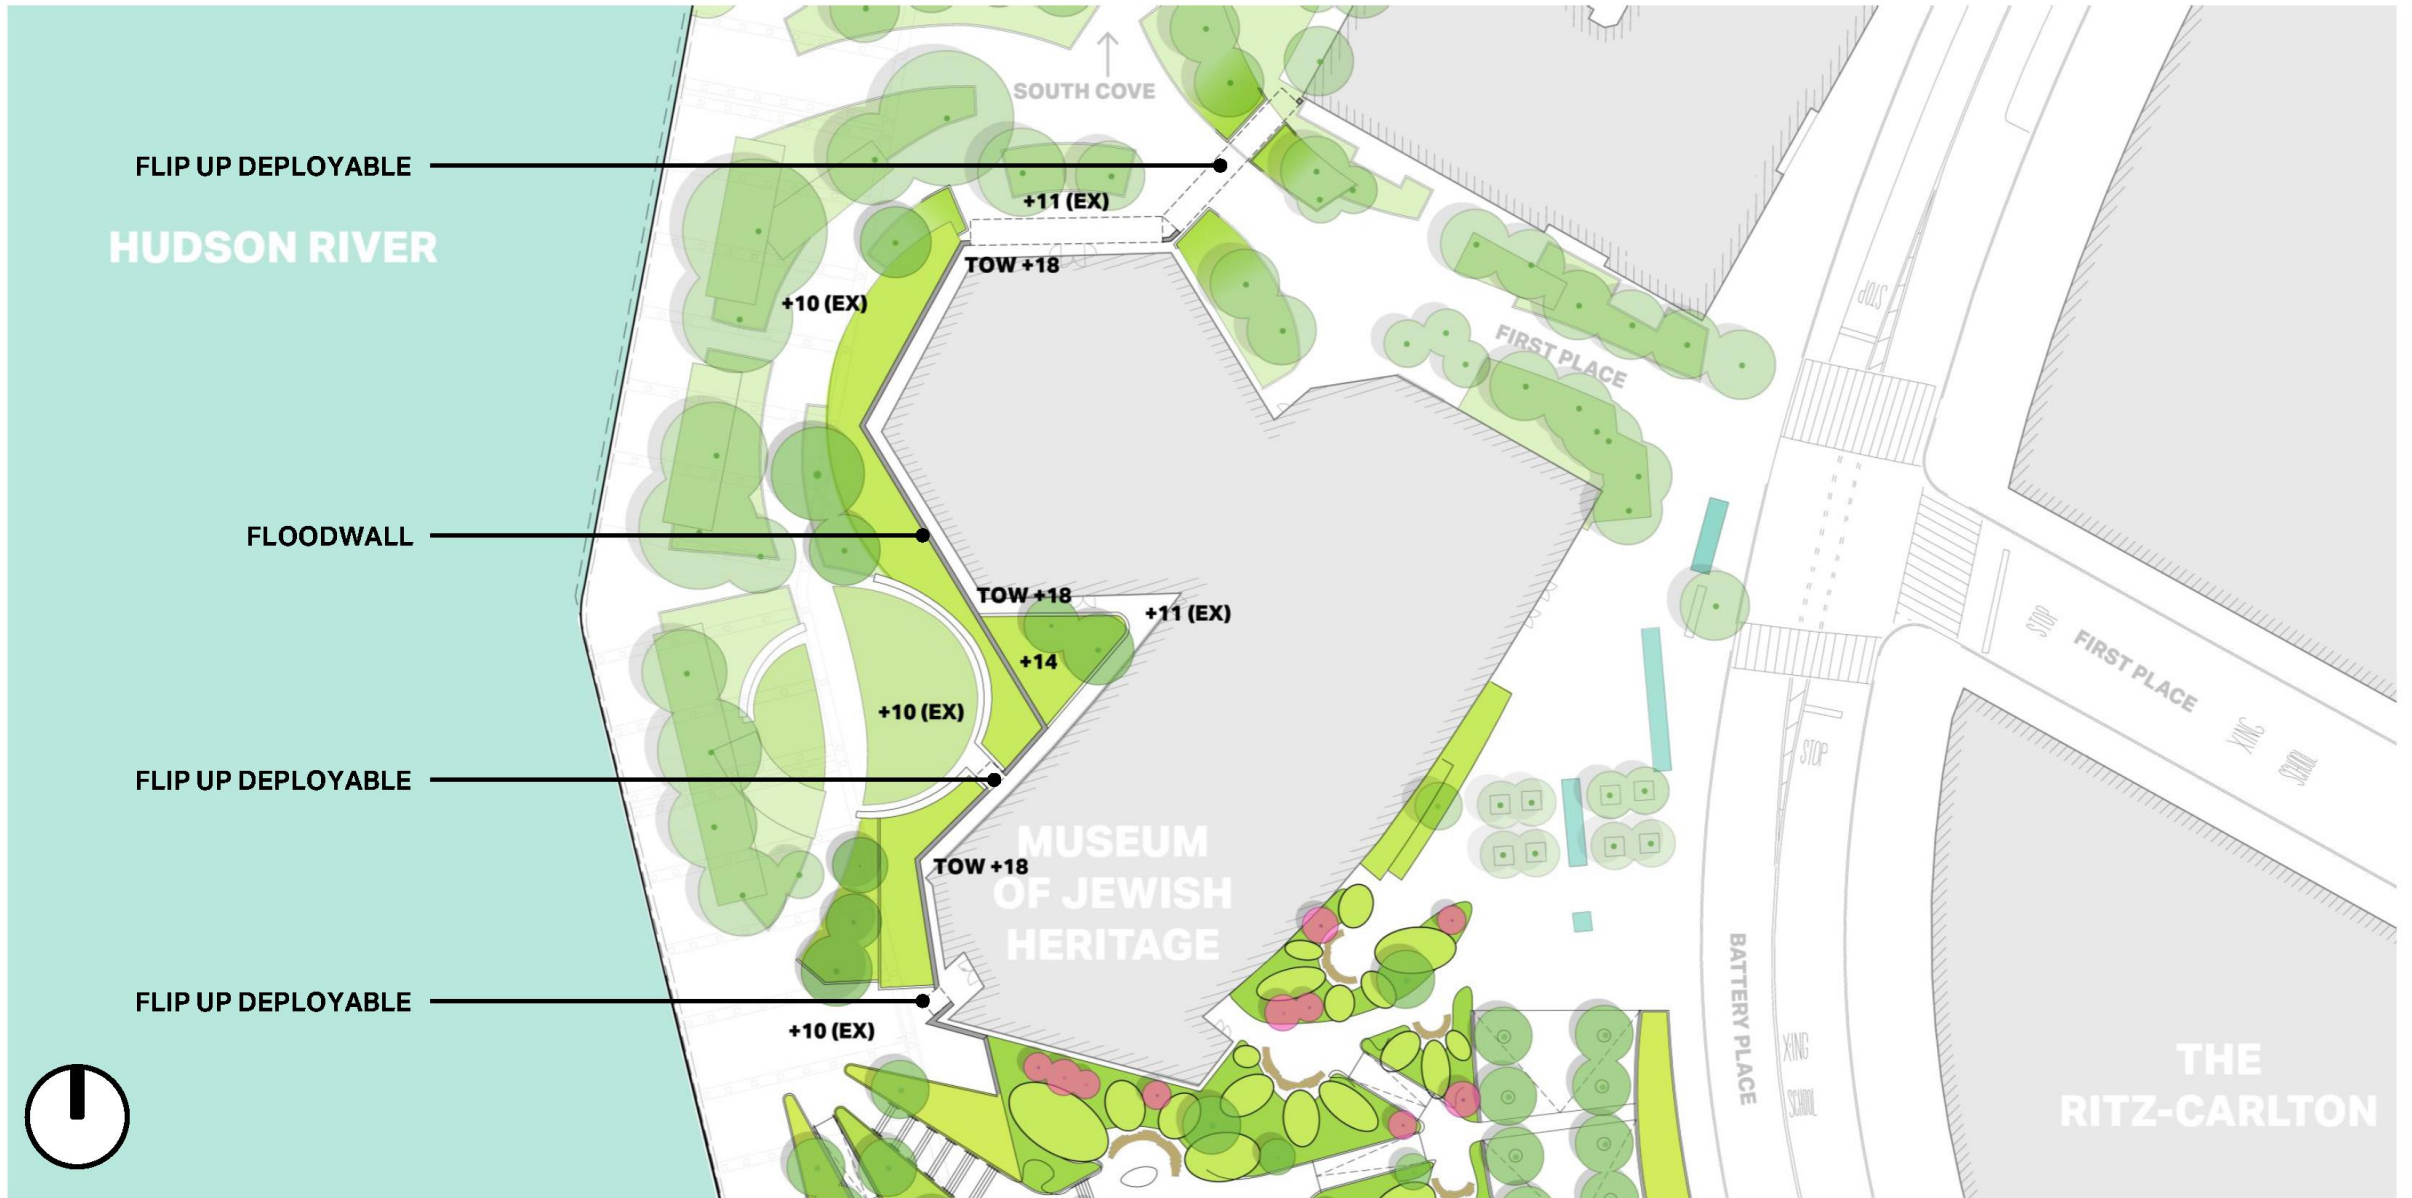 SOUTH COVE
FLIP UP DEPLOYABLE
+11 (EX)
HUDSON RIVER
TOW +18
+10 (EX)
STOP
FIRST PLACE
FLOODWALL
TOW +18
+11 (EX)
STOP
FIRST PLACE
+14
+10 (EX)
XING
SCHOOL
STOP
FLIP UP DEPLOYABLE
MUSEUM
OF JEWISH
HERITAGE
TOW +18
FLIP UP DEPLOYABLE
+10 (EX)
BATTERY PLACE
XING
SCHOOL
THE
RITZ-CARLTON